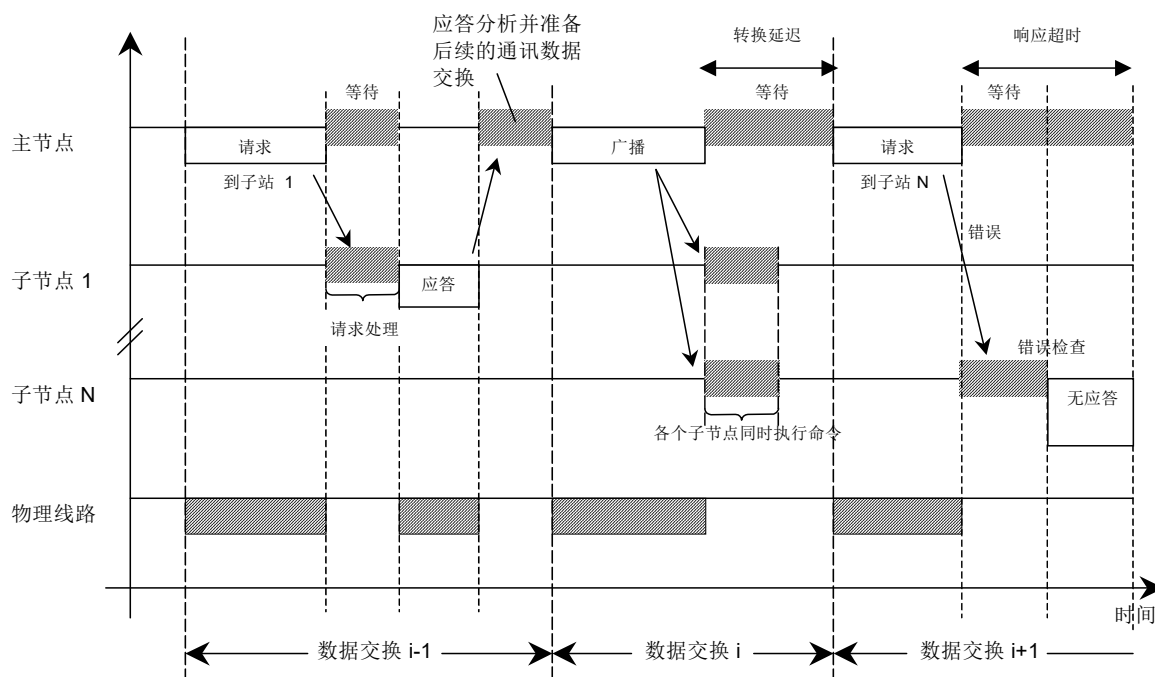 应答分析并准备
后续的通讯数据
交换
转换延迟
响应超时
等待
等待
等待
主节点
请求
广播
请求
到子站 1
到子站 N
错误
子节点 1
应答
请求处理
错误检查
子节点 N
无应答
各个子节点同时执行命令
物理线路
时间
数据交换 i-1
数据交换 i
数据交换 i+1